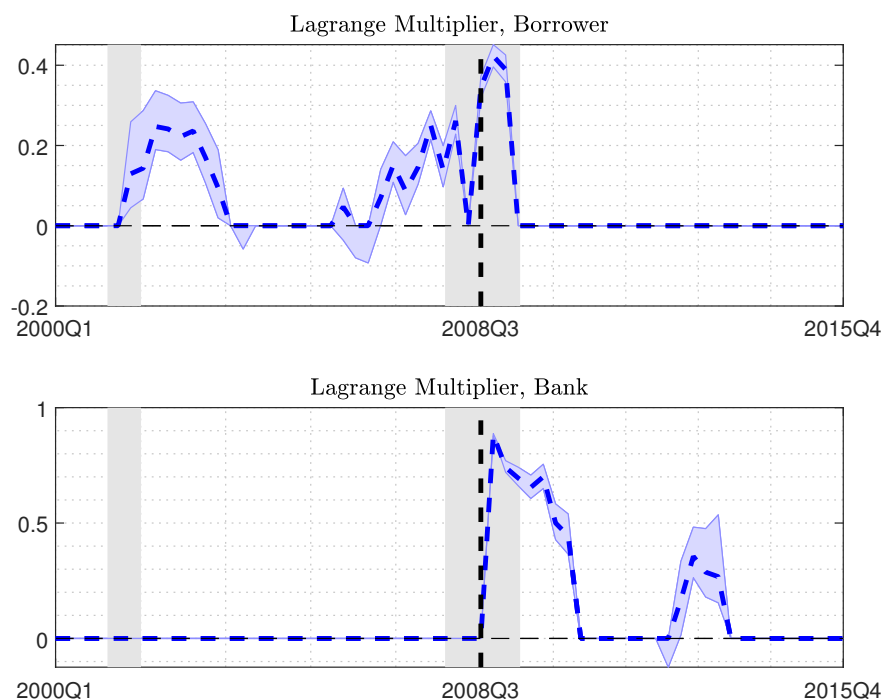 Lagrange Multiplier, Borrower
0.4
0.2
0
-0.2
2000Q1 2008Q3 2015Q4
Lagrange Multiplier, Bank
1
0.5
0
2000Q1 2008Q3 2015Q4